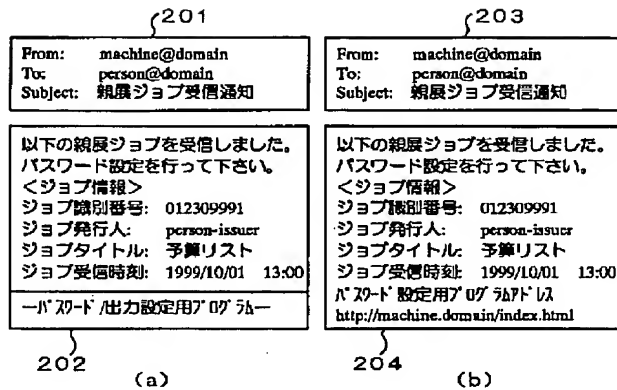 201
From: machine@domain
To: person@domain
Subject: 親展ジョブ受信通知
以下の親展ジョブを受信しました。
パスワード設定を行って下さい。
<ジョブ情報>
ジョブ識別番号: 012309991
ジョブ発行人: person-issuer
ジョブタイトル: 予算リスト
ジョブ受信時刻: 1999/10/01 13:00
―パスワード/出力設定用プログラム―
202
(a)
203
From: machine@domain
To: person@domain
Subject: 親展ジョブ受信通知
以下の親展ジョブを受信しました。
パスワード設定を行って下さい。
<ジョブ情報>
ジョブ識別番号: 012309991
ジョブ発行人: person-issuer
ジョブタイトル: 予算リスト
ジョブ受信時刻: 1999/10/01 13:00
パスワード設定用プログラムアドレス
http://machine.domain/index.html
204
(b)